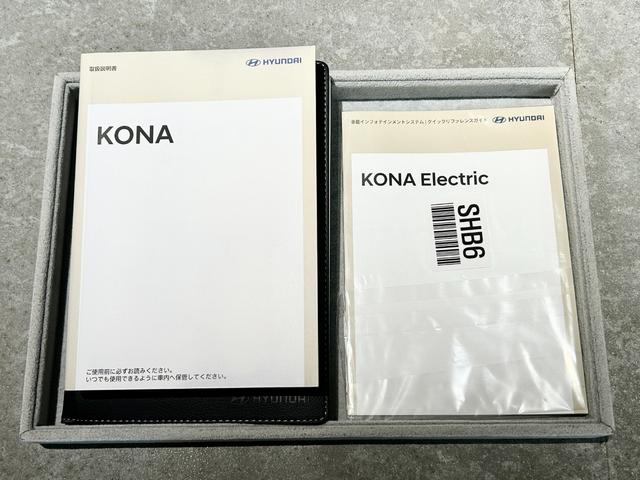 取扱説明書
HYUNDAI
KONA
ご使用前に必ずお読みください。
いつでも使用できるように車内へ保管してください。
HYUNDAI
車載インフォテインメントシステム | クイックリファレンスガイド
HYUNDAI
KONA Electric
SHB6